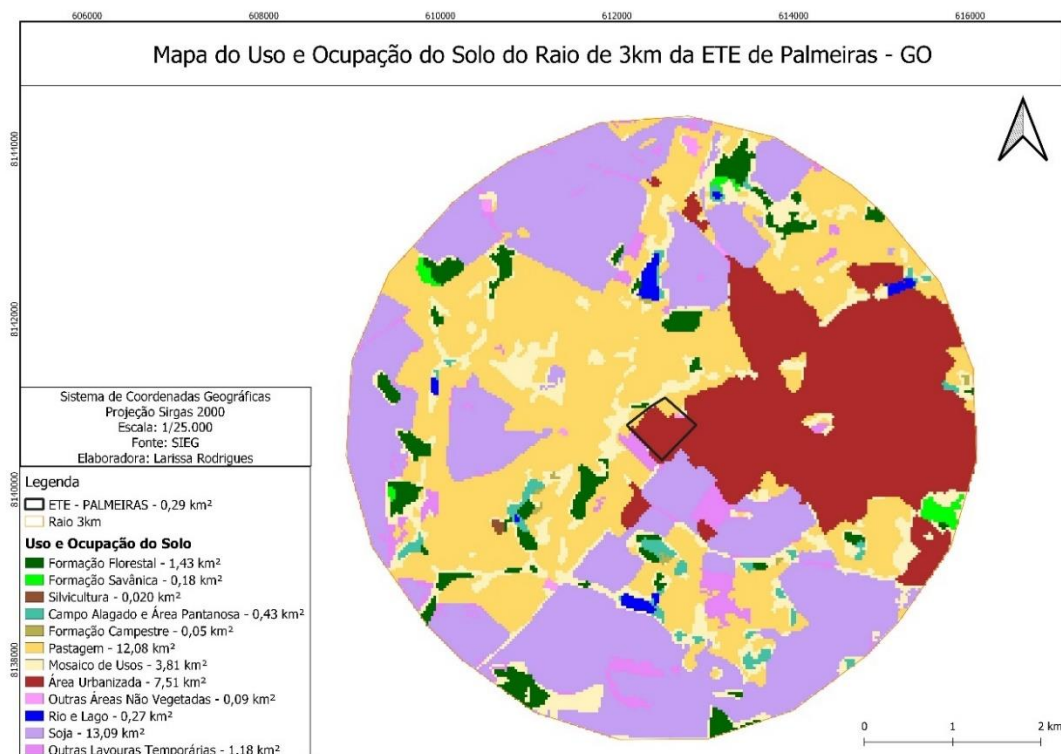 606000 608000 610000 612000 614000 616000
Mapa do Uso e Ocupação do Solo do Raio de 3km da ETE de Palmeiras - GO
8144000
8142000
8140000
8138000
Sistema de Coordenadas Geográficas
Projeção Sirgas 2000
Escala: 1/25.000
Fonte: SIEG
Elaboradora: Larissa Rodrigues
Legenda
ETE - PALMEIRAS - 0,29 km²
Raio 3km
Uso e Ocupação do Solo
Formação Florestal - 1,43 km²
Formação Savânica - 0,18 km²
Silvicultura - 0,020 km²
Campo Alagado e Área Pantanosa - 0,43 km²
Formação Campestre - 0,05 km²
Pastagem - 12,08 km²
Mosaico de Usos - 3,81 km²
Área Urbanizada - 7,51 km²
Outras Áreas Não Vegetadas - 0,09 km²
Rio e Lago - 0,27 km²
Soja - 13,09 km²
Outras Lavouras Temporárias - 1,18 km²
0 1 2 km